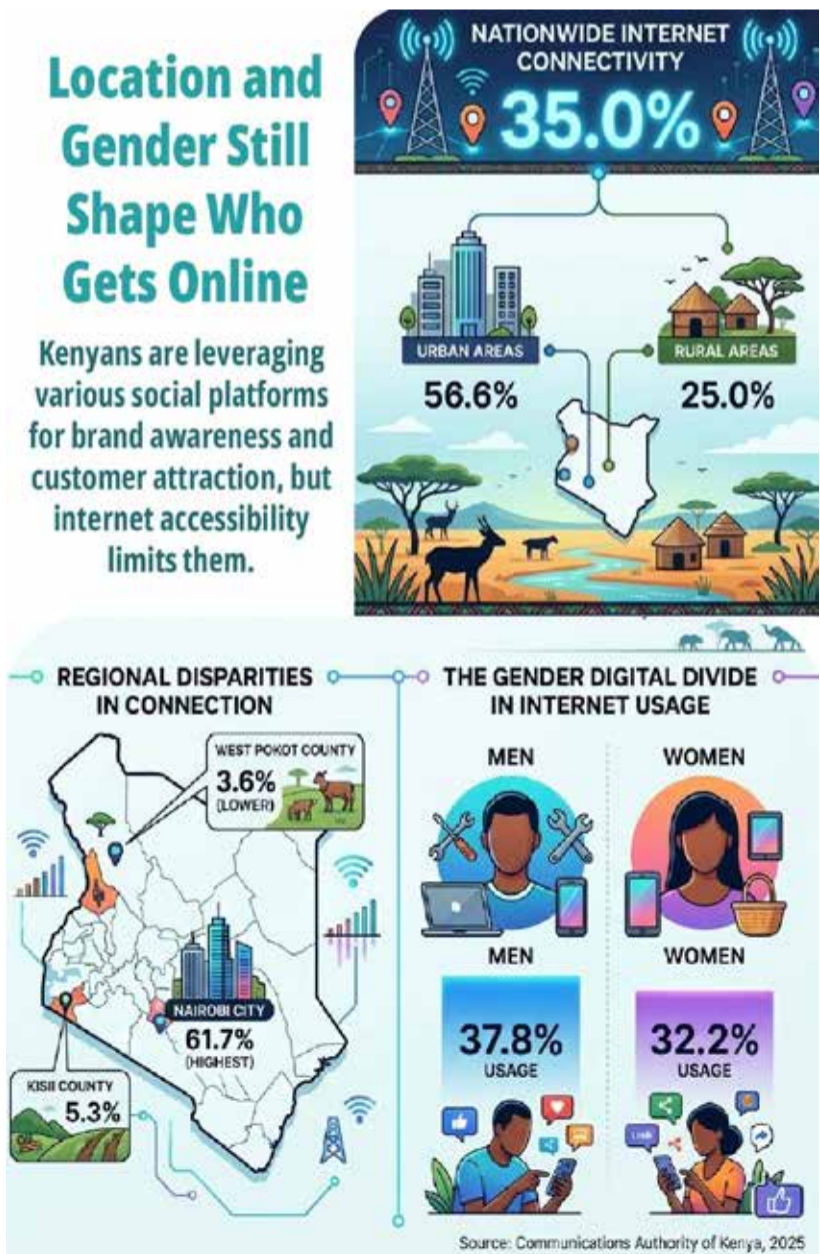 Location and
Gender Still
Shape Who
Gets Online
Kenyans are leveraging
various social platforms
for brand awareness and
customer attraction, but
internet accessibility
limits them.
NATIONWIDE INTERNET
CONNECTIVITY
35.0%
URBAN AREAS
56.6%
RURAL AREAS
25.0%
REGIONAL DISPARITIES
IN CONNECTION
WEST POKOT COUNTY
3.6%
(LOWER)
NAIROBI CITY
61.7%
(HIGHEST)
KISII COUNTY
5.3%
THE GENDER DIGITAL DIVIDE
IN INTERNET USAGE
MEN
WOMEN
MEN
WOMEN
37.8%
USAGE
32.2%
USAGE
Source: Communications Authority of Kenya, 2025